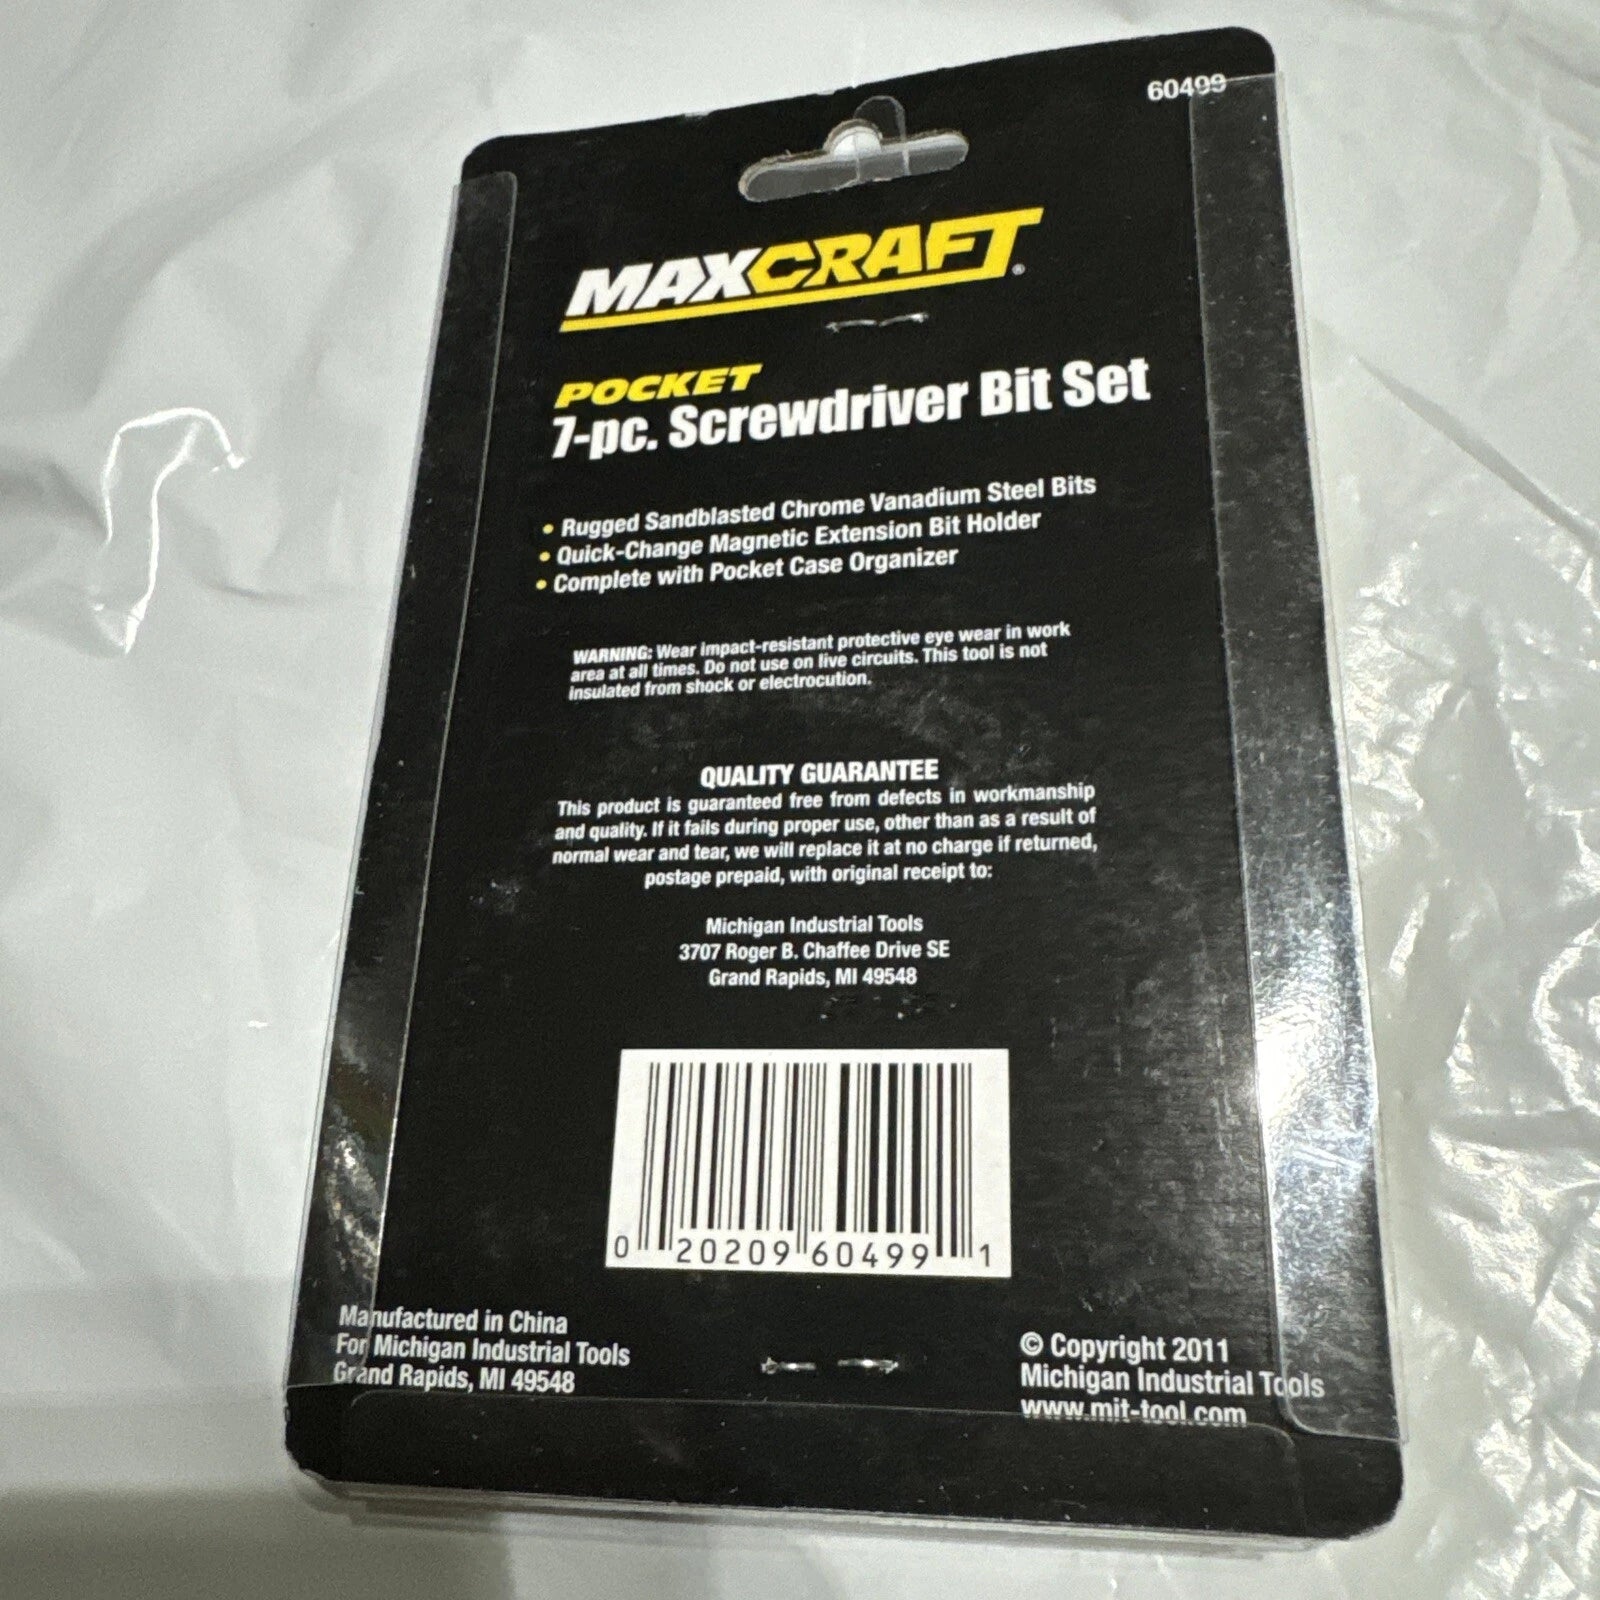 60499
MAXCRAFT®
POCKET
7-pc. Screwdriver Bit Set
• Rugged Sandblasted Chrome Vanadium Steel Bits
• Quick-Change Magnetic Extension Bit Holder
• Complete with Pocket Case Organizer
WARNING: Wear impact-resistant protective eye wear in work
area at all times. Do not use on live circuits. This tool is not
insulated from shock or electrocution.
QUALITY GUARANTEE
This product is guaranteed free from defects in workmanship
and quality. If it fails during proper use, other than as a result of
normal wear and tear, we will replace it at no charge if returned,
postage prepaid, with original receipt to:
Michigan Industrial Tools
3707 Roger B. Chaffee Drive SE
Grand Rapids, MI 49548
0 20209 60499 1
Manufactured in China
For Michigan Industrial Tools
Grand Rapids, MI 49548
© Copyright 2011
Michigan Industrial Tools
www.mit-tool.com